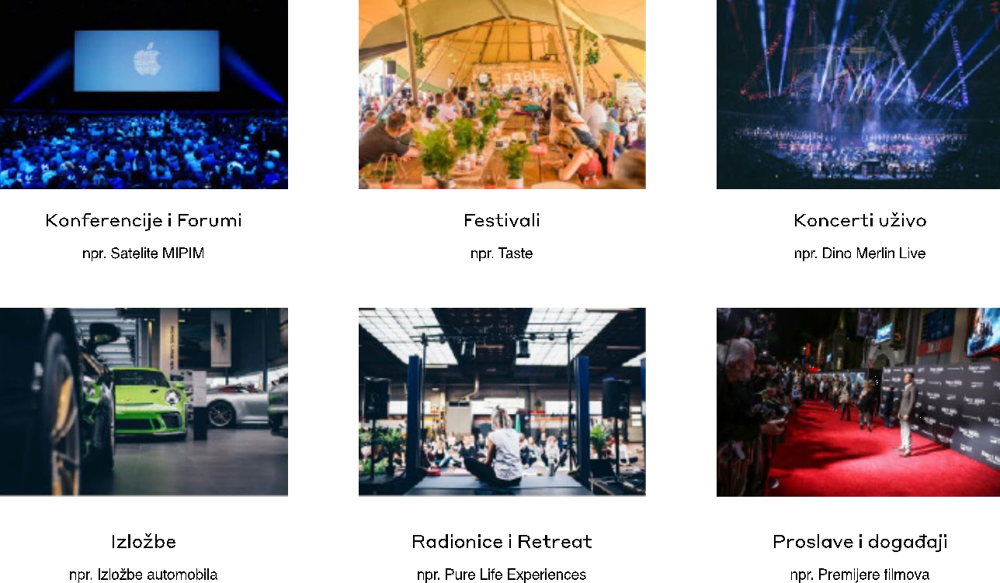 Konferencije i Forumi
npr. Satelite MIPIM
Festivali
npr. Taste
Koncerti uživo
npr. Dino Merlin Live
Izložbe
npr. Izložbe automobila
Radionice i Retreat
npr. Pure Life Experiences
Proslave i događaji
npr. Premijere filmova